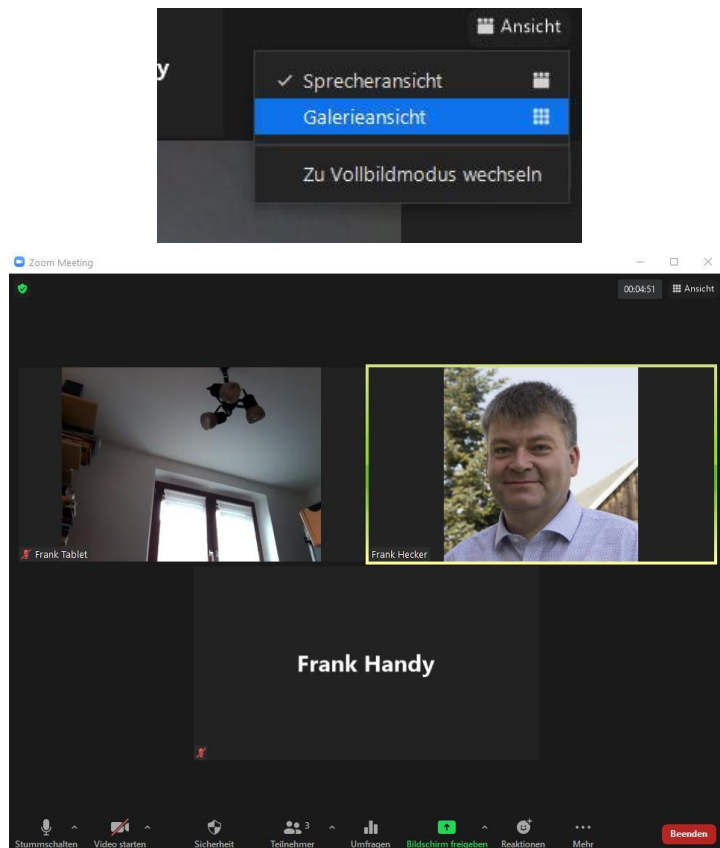 Ansicht
y
Sprecheransicht
Galerieansicht
Zu Vollbildmodus wechseln
Zoom Meeting
00:04:51 Ansicht
Frank Tablet
Frank Hecker
Frank Handy
3
Stummschalten Video starten Sicherheit Teilnehmer Umfragen Bildschirm freigeben Reaktionen Mehr Beenden